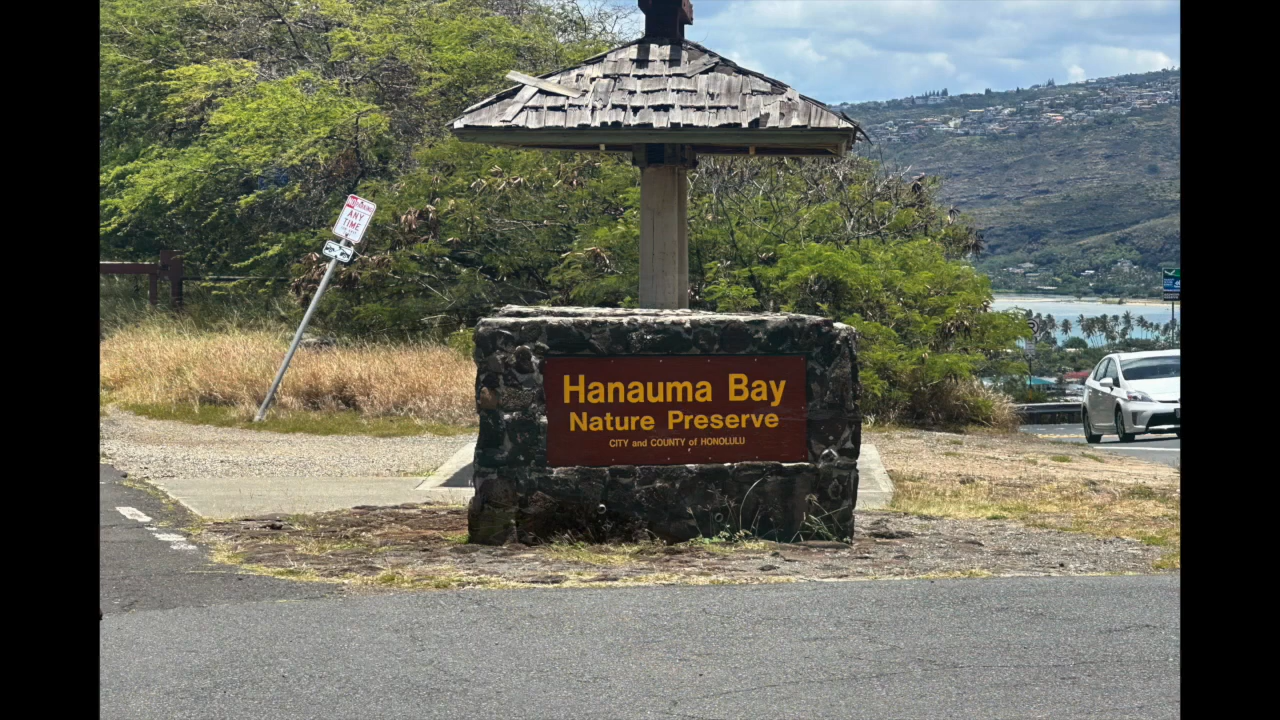 ANY
TIME
Hanauma Bay
Nature Preserve
CITY and COUNTY of HONOLULU